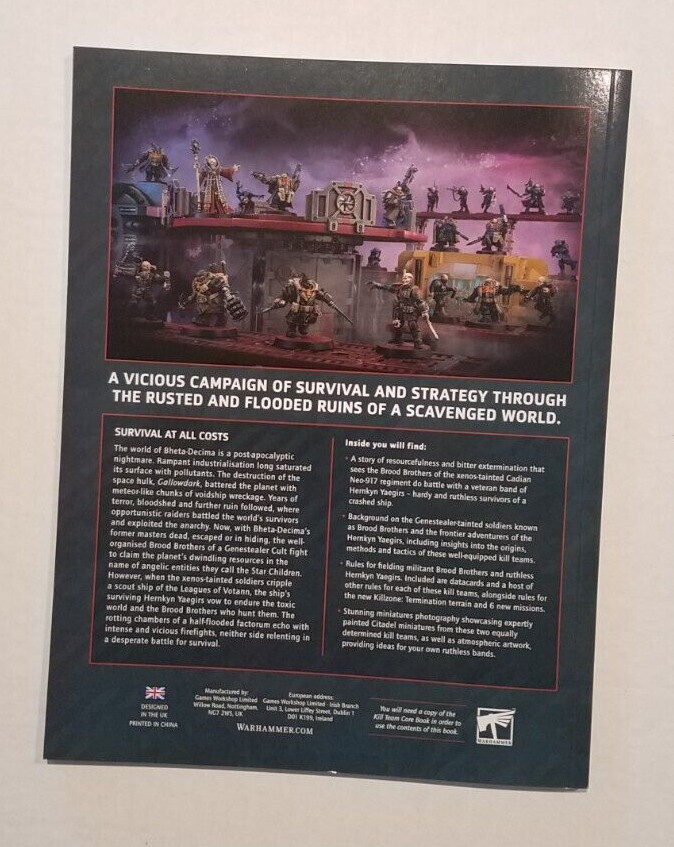 A VICIOUS CAMPAIGN OF SURVIVAL AND STRATEGY THROUGH
THE RUSTED AND FLOODED RUINS OF A SCAVENGED WORLD.
SURVIVAL AT ALL COSTS
The world of Bheta-Decima is a post-apocalyptic
nightmare. Rampant industrialisation long saturated
its surface with pollutants. The destruction of the
space hulk, Gallowdark, battered the planet with
meteor-like chunks of voidship wreckage. Years of
terror, bloodshed and further ruin followed, where
opportunistic raiders battled the world's survivors
and exploited the anarchy. Now, with Bheta-Decima's
former masters dead, escaped or in hiding, the well-
organised Brood Brothers of a Genestealer Cult fight
to claim the planet's dwindling resources in the
name of angelic entities they call the Star Children.
However, when the xenos-tainted soldiers cripple
a scout ship of the Leagues of Votann, the ship's
surviving Hernkyn Yaegirs vow to endure the toxic
world and the Brood Brothers who hunt them. The
rotting chambers of a half-flooded factorum echo with
intense and vicious firefights, neither side relenting in
a desperate battle for survival.
Inside you will find:
• A story of resourcefulness and bitter extermination that
sees the Brood Brothers of the xenos-tainted Cadian
Neo-917 regiment do battle with a veteran band of
Hernkyn Yaegirs – hardy and ruthless survivors of a
crashed ship.
• Background on the Genestealer-tainted soldiers known
as Brood Brothers and the frontier adventurers of the
Hernkyn Yaegirs, including insights into the origins,
methods and tactics of these well-equipped kill teams.
• Rules for fielding militant Brood Brothers and ruthless
Hernkyn Yaegirs. Included are datacards and a host of
other rules for each of these kill teams, alongside rules for
the new Killzone: Termination terrain and 6 new missions.
• Stunning miniatures photography showcasing expertly
painted Citadel miniatures from these two equally
determined kill teams, as well as atmospheric artwork,
providing ideas for your own ruthless bands.
DESIGNED
IN THE UK
PRINTED IN CHINA
Manufactured by:
Games Workshop Limited
Willow Road, Nottingham,
NG7 2WS, UK
European address:
Games Workshop Limited - Irish Branch
Unit 3, Lower Liffey Street, Dublin 1
D01 K199, Ireland
WARHAMMER.COM
You will need a copy of the
Kill Team Core Book in order to
use the contents of this book.
WARHAMMER